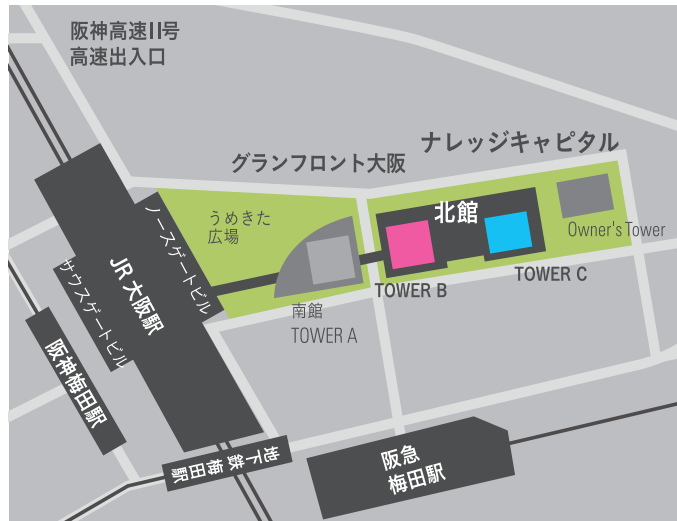 阪神高速11号
高速出入口
グランフロント大阪
ナレッジキャピタル
うめきた
広場
北館
Owner's Tower
TOWER C
TOWER B
南館
TOWER A
ノースゲートビル
JR大阪駅
サウスゲートビル
阪神梅田駅
地下鉄梅田駅
阪急
梅田駅